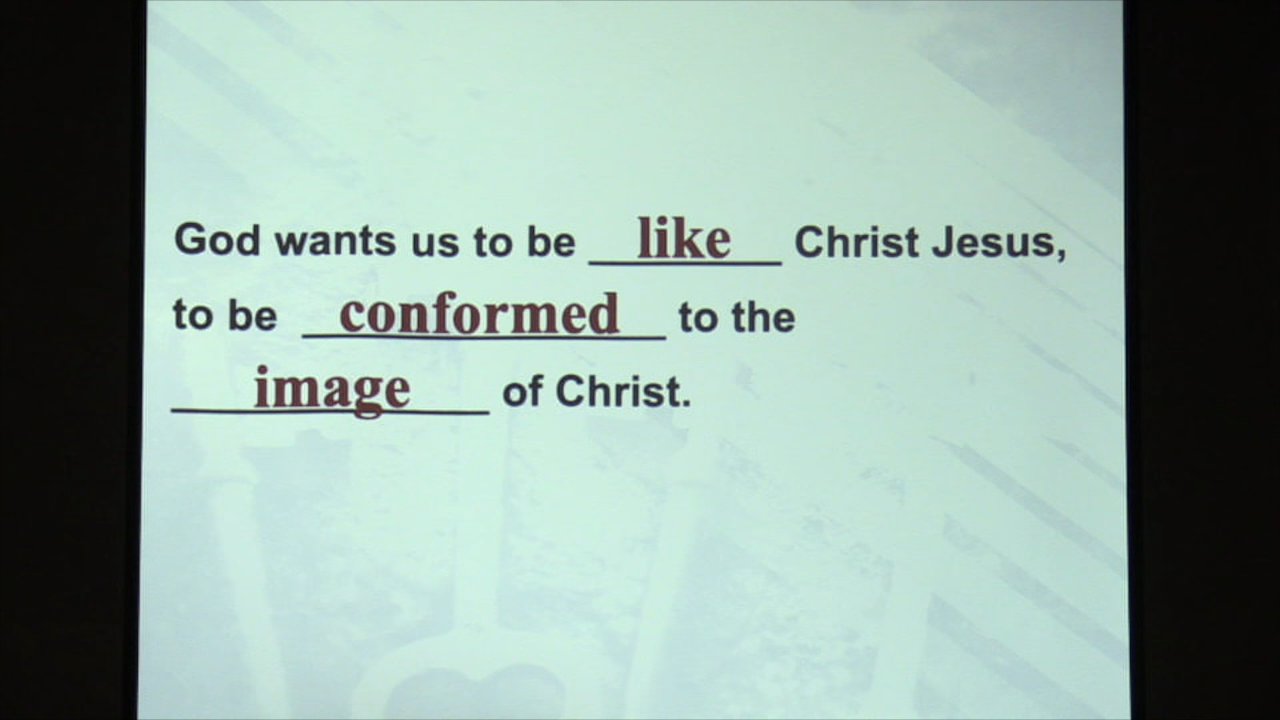 God wants us to be like Christ Jesus,
to be conformed to the
image of Christ.